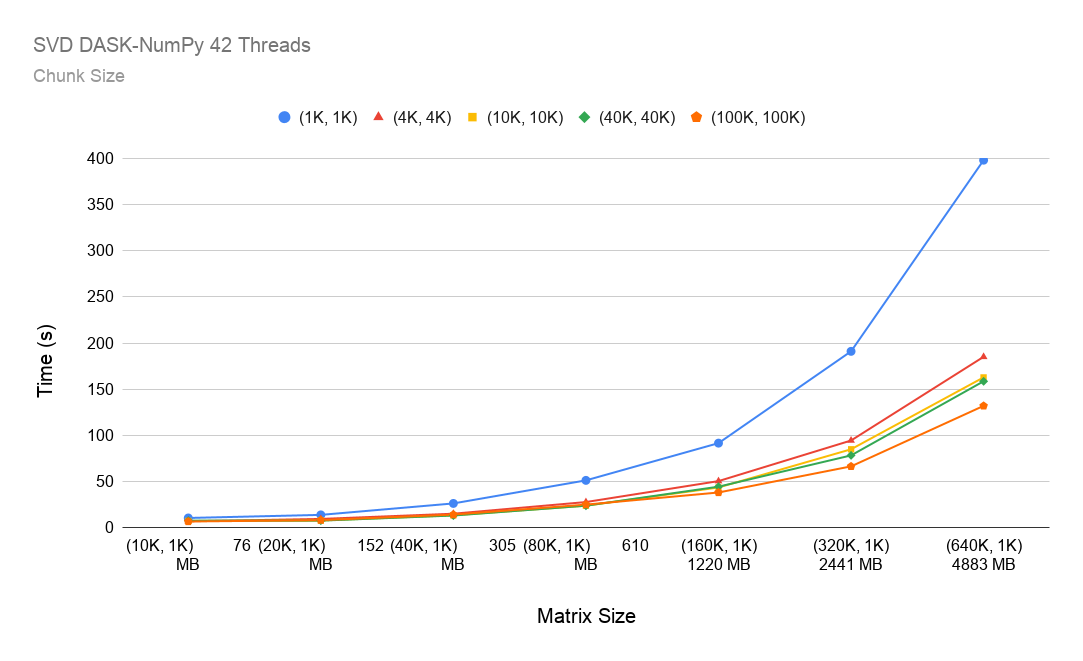 SVD DASK-NumPy 42 Threads
Chunk Size
(1K, 1K) (4K, 4K) (10K, 10K) (40K, 40K) (100K, 100K)
400
350
300
250
200
150
100
50
0
Time (s)
(10K, 1K) 76 (20K, 1K) 152 (40K, 1K) 305 (80K, 1K) 610 (160K, 1K) (320K, 1K) (640K, 1K)
MB MB MB MB 1220 MB 2441 MB 4883 MB
Matrix Size